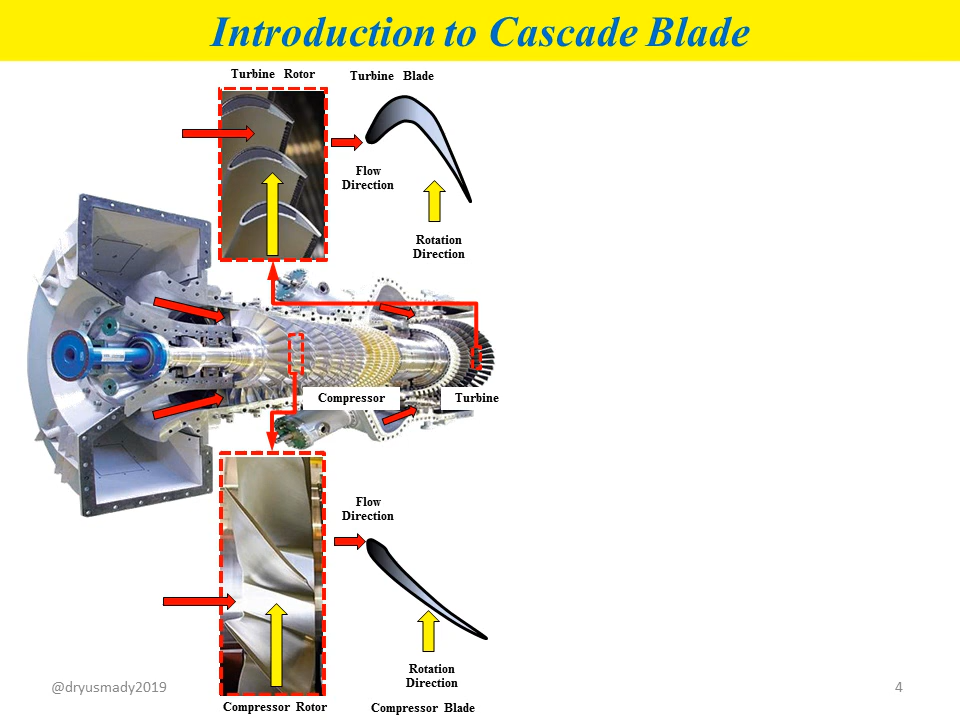 Introduction to Cascade Blade
Turbine Rotor
Turbine Blade
Flow
Direction
Rotation
Direction
Compressor
Turbine
Flow
Direction
Rotation
Direction
Compressor Rotor
Compressor Blade
@dryusmady2019
4